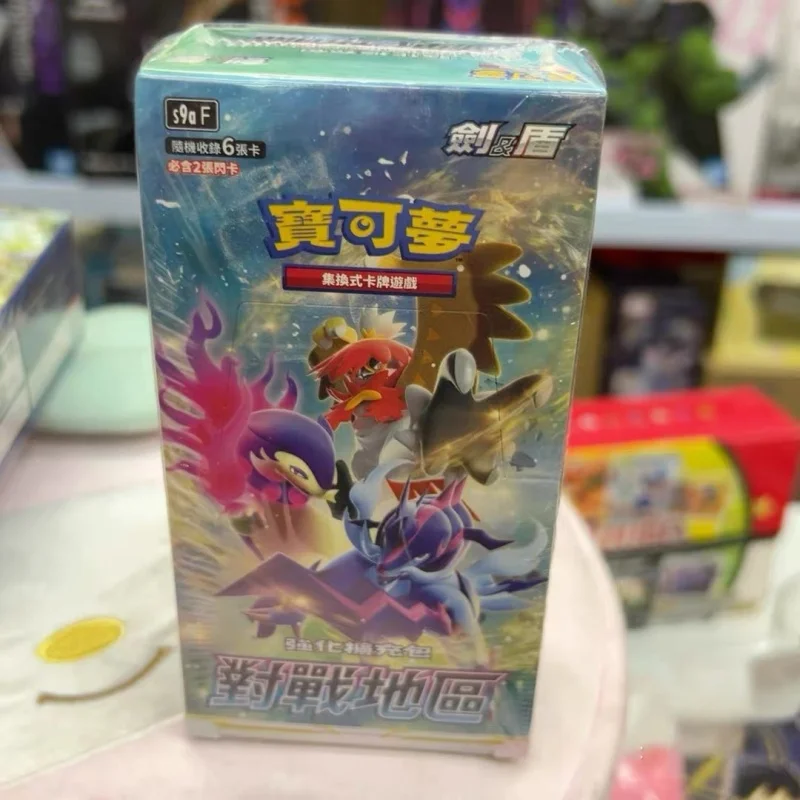 s9a F
隨機收錄6張卡
必含2張閃卡
劍&盾
寶可夢
集換式卡牌遊戲
強化擴充包
對戰地區